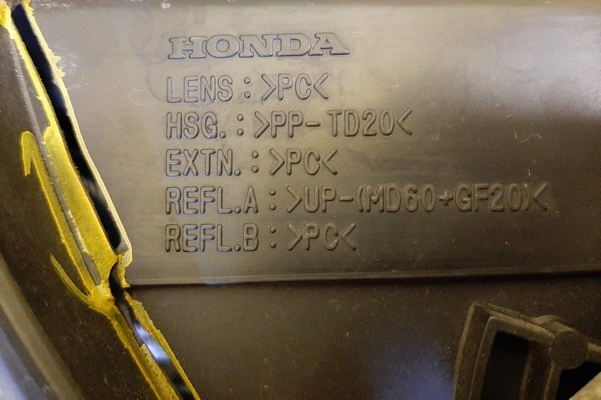 HONDA
LENS:>PC<
HSG.:>PP-TD20<
EXTN.:>PC<
REFL.A:>UP-(MD60+GF20)<
REFL.B:>PC<